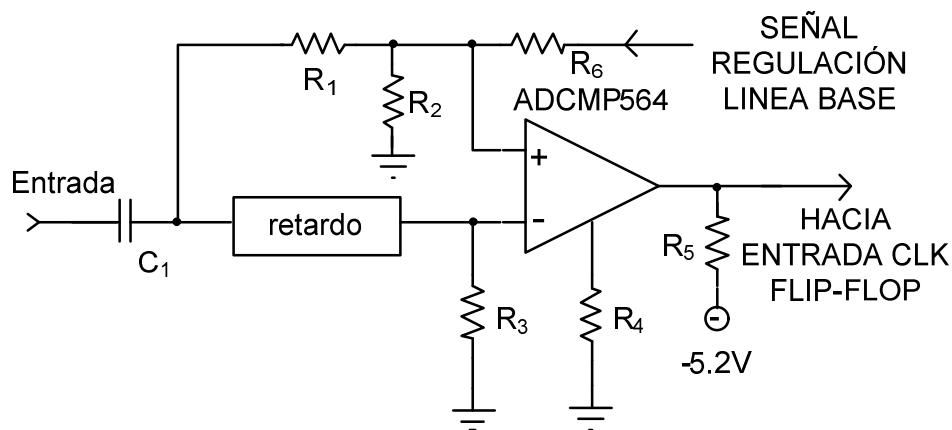 SEÑAL
REGULACIÓN
LINEA BASE
R1
R6
R2
ADCMP564
Entrada
+
retardo
-
C1
R3
R4
R5
HACIA
ENTRADA CLK
FLIP-FLOP
-
-5.2V